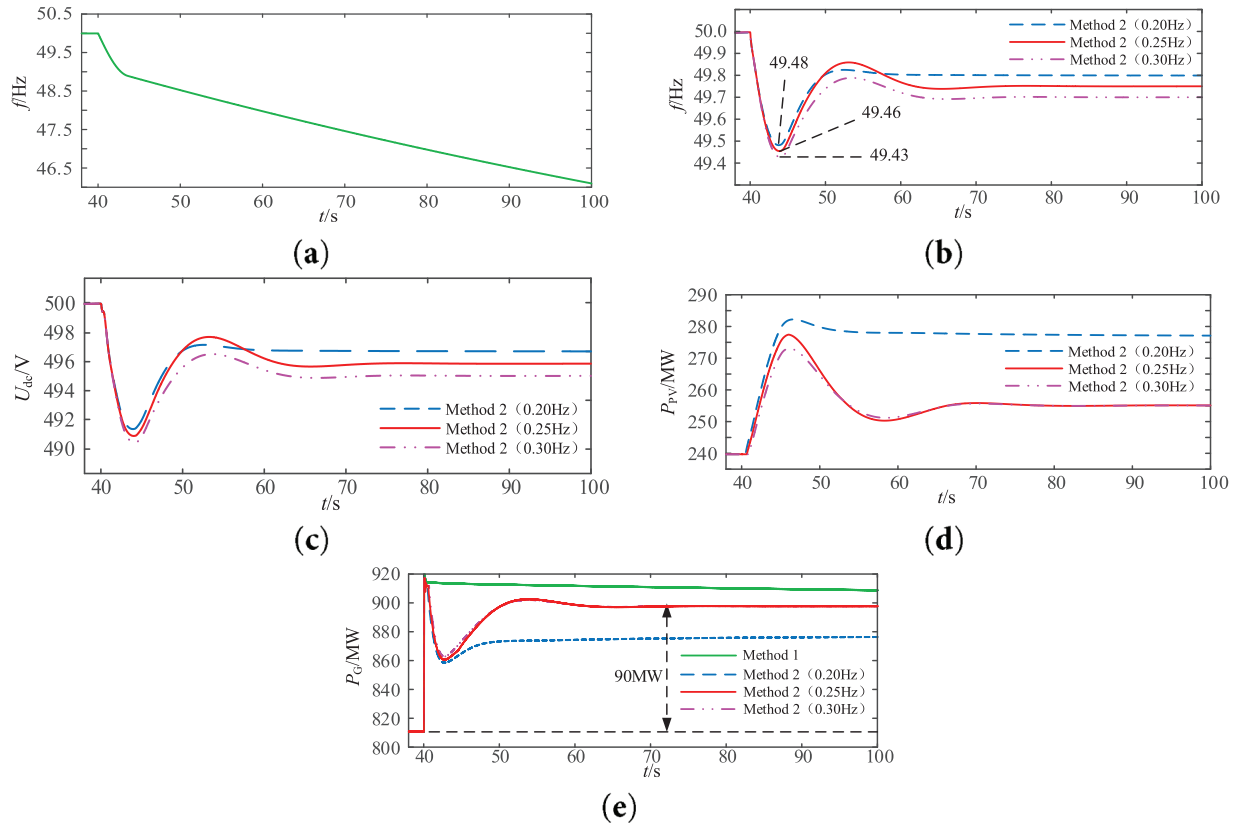 50.5
49.5
48.5
47.5
46.5
f/Hz
40 50 60 70 80 90 100
t/s
(a)
50.0
49.8
49.7
49.5
49.4
f/Hz
Method 2（0.20Hz）
Method 2（0.25Hz）
Method 2（0.30Hz）
49.48
49.46
49.43
40 50 60 70 80 90 100
t/s
(b)
500
498
496
494
492
490
Udc/V
Method 2（0.20Hz）
Method 2（0.25Hz）
Method 2（0.30Hz）
40 50 60 70 80 90 100
t/s
(c)
290
280
270
260
250
240
PPV/MW
Method 2（0.20Hz）
Method 2（0.25Hz）
Method 2（0.30Hz）
40 50 60 70 80 90 100
t/s
(d)
920
900
880
860
840
820
800
PG/MW
90MW
Method 1
Method 2（0.20Hz）
Method 2（0.25Hz）
Method 2（0.30Hz）
40 50 60 70 80 90 100
t/s
(e)